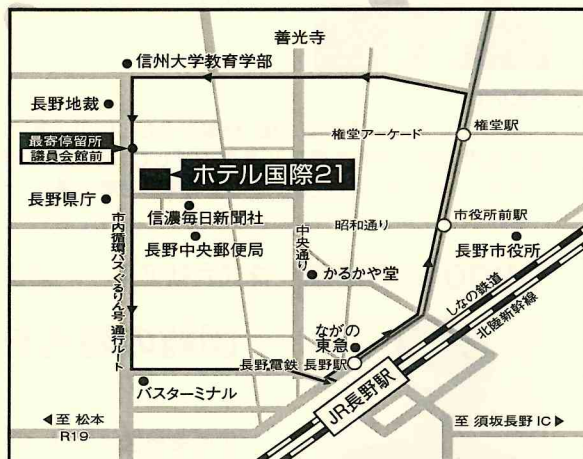 善光寺
信州大学教育学部
長野地裁
最寄停留所
議員会館前
権堂アーケード
権堂駅
ホテル国際21
長野県庁
信濃毎日新聞社
昭和通り
市役所前駅
長野中央郵便局
中央通り
長野市役所
市内循環バス「ぐるりん号」通行ルート
かるかや堂
しなの鉄道
北陸新幹線
ながの
東急
長野電鉄 長野駅
バスターミナル
JR長野駅
至 松本
R19
至 須坂長野IC